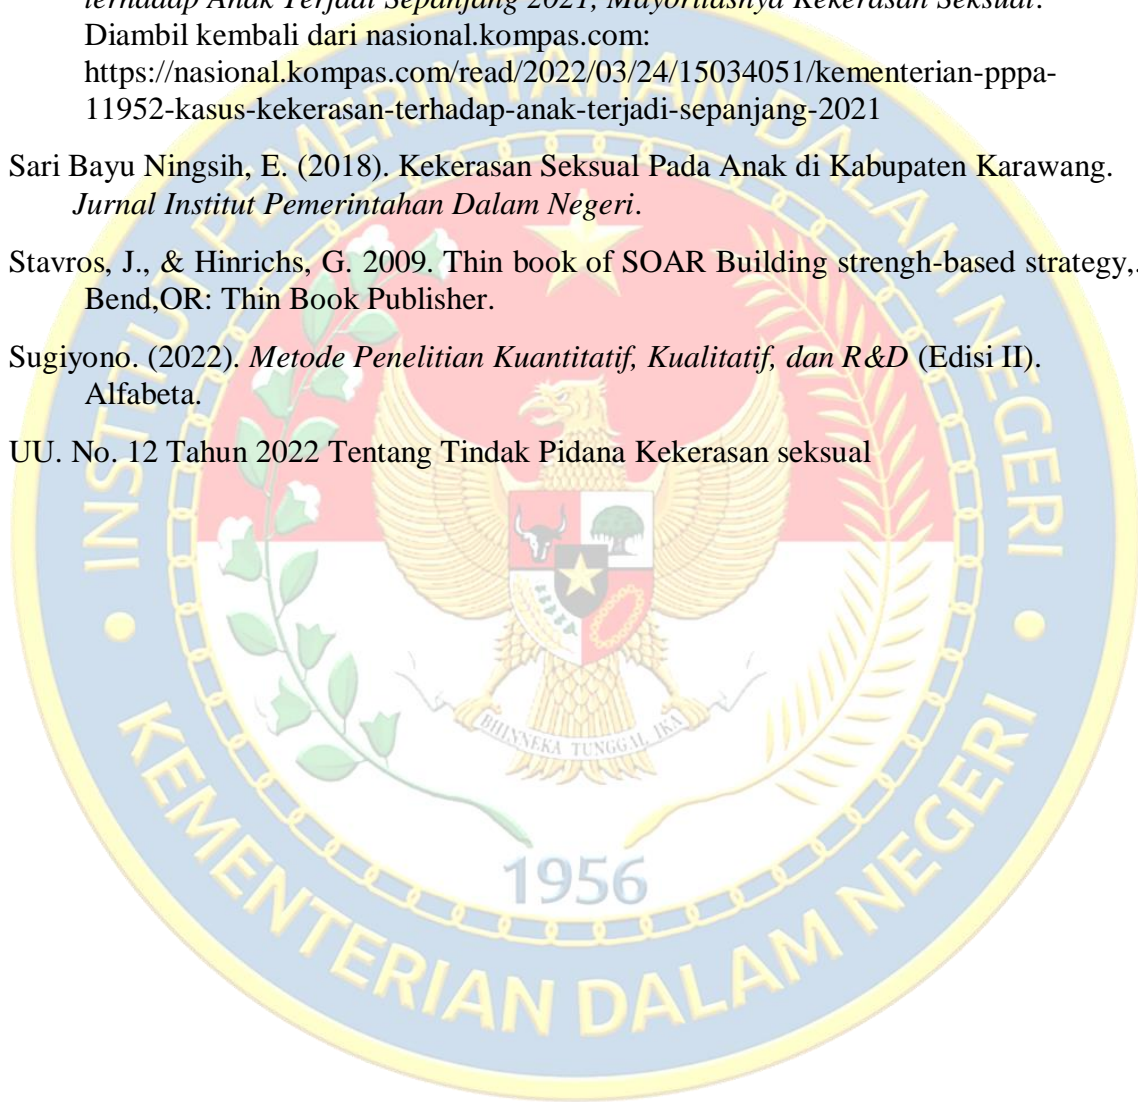 terhadap Anak Terjadi Sepanjang 2021, Mayoritasnya Kekerasan Seksual.
Diambil kembali dari nasional.kompas.com:
https://nasional.kompas.com/read/2022/03/24/15034051/kementerian-pppa-
11952-kasus-kekerasan-terhadap-anak-terjadi-sepanjang-2021
Sari Bayu Ningsih, E. (2018). Kekerasan Seksual Pada Anak di Kabupaten Karawang.
Jurnal Institut Pemerintahan Dalam Negeri.
Stavros, J., & Hinrichs, G. 2009. Thin book of SOAR Building strengh-based strategy,.
Bend,OR: Thin Book Publisher.
Sugiyono. (2022). Metode Penelitian Kuantitatif, Kualitatif, dan R&D (Edisi II).
Alfabeta.
UU. No. 12 Tahun 2022 Tentang Tindak Pidana Kekerasan seksual
INSTITUT PEMERINTAHAN DALAM NEGERI
BHINNEKA TUNGGAL IKA
1956
KEMENTERIAN DALAM NEGERI